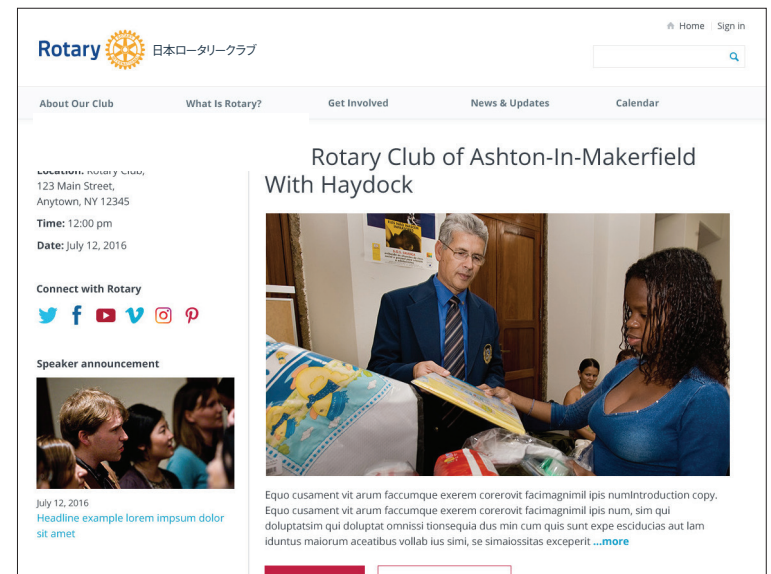 Home Sign in
Rotary 日本ロータリークラブ
About Our Club What Is Rotary? Get Involved News & Updates Calendar
Location: Rotary Club,
123 Main Street,
Anytown, NY 12345
Time: 12:00 pm
Date: July 12, 2016
Connect with Rotary
Speaker announcement
July 12, 2016
Headline example lorem impsum dolor
sit amet
Rotary Club of Ashton-In-Makerfield
With Haydock
Equo cusament vit arum faccumque exerem corerovit facimagnimil ipis numIntroduction copy.
Equo cusament vit arum faccumque exerem corerovit facimagnimil ipis num, sim qui
doluptatsim qui doluptat omnissi tionsequia dus min cum quis sunt expe esciducias aut lam
iduntus maiorum aceatibus vollab ius simi, se simaiossitas exceperit ...more